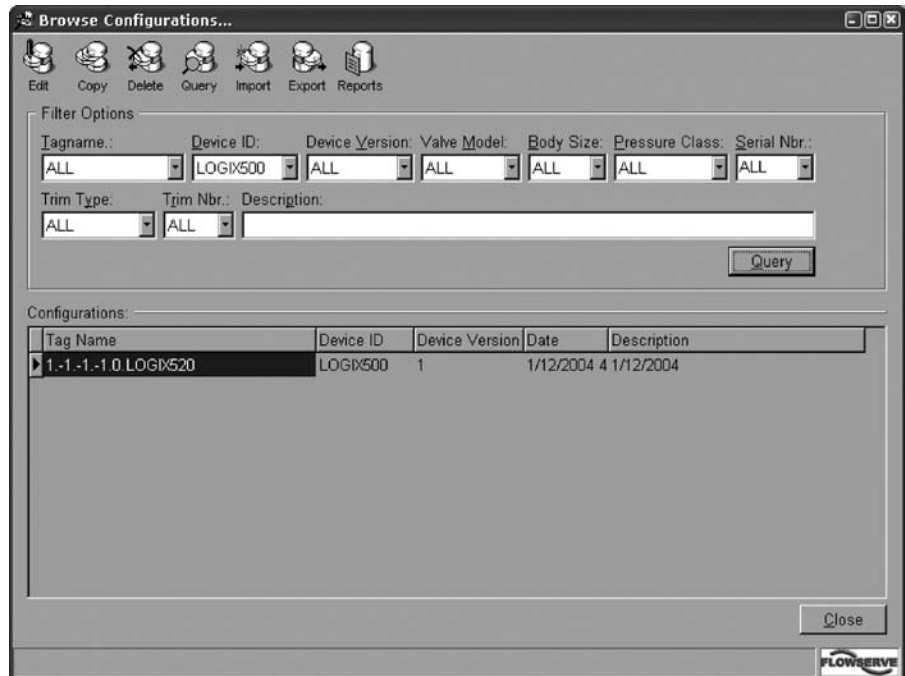 Browse Configurations...
Edit Copy Delete Query Import Export Reports
Filter Options
Tagname.: Device ID: Device Version: Valve Model: Body Size: Pressure Class: Serial Nbr.:
ALL LOGIX500 ALL ALL ALL ALL ALL
Trim Type: Trim Nbr.: Description:
ALL ALL
Query
Configurations:
Tag Name Device ID Device Version Date Description
1.-1.-1.-1.0.LOGIX520 LOGIX500 1 1/12/2004 4 1/12/2004
Close
FLOWSERVE